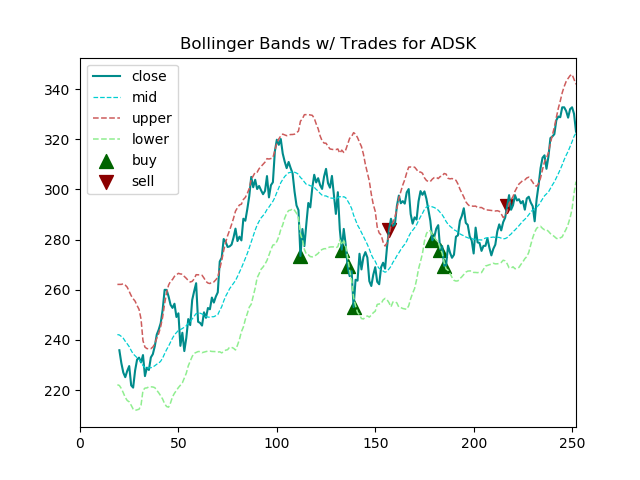 Bollinger Bands w/ Trades for ADSK
close
mid
upper
lower
buy
sell
340
320
300
280
260
240
220
0 50 100 150 200 250